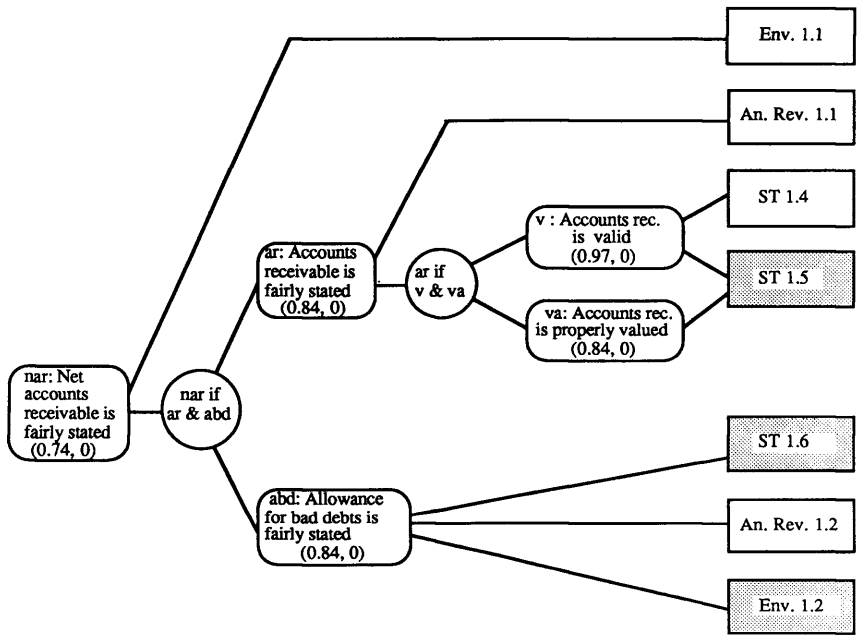 Env. 1.1
An. Rev. 1.1
ST 1.4
v : Accounts rec.
is valid
(0.97, 0)
ar: Accounts
receivable is
fairly stated
(0.84, 0)
ar if
v & va
ST 1.5
va: Accounts rec.
is properly valued
(0.84, 0)
nar: Net
accounts
receivable is
fairly stated
(0.74, 0)
nar if
ar & abd
ST 1.6
abd: Allowance
for bad debts is
fairly stated
(0.84, 0)
An. Rev. 1.2
Env. 1.2